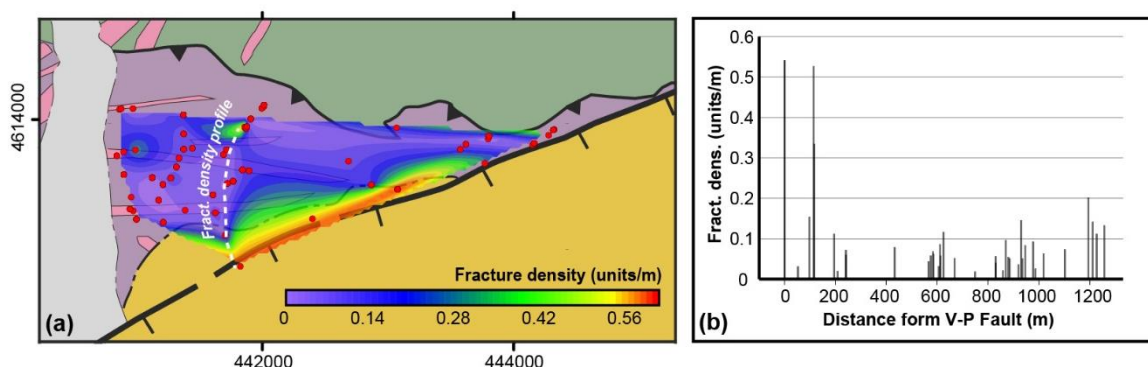 4614000
Fract. density profile
Fracture density (units/m)
0 0.14 0.28 0.42 0.56
(a)
442000 444000
Fract. dens. (units/m)
0.6
0.5
0.4
0.3
0.2
0.1
0
0 200 400 600 800 1000 1200
(b)
Distance form V-P Fault (m)